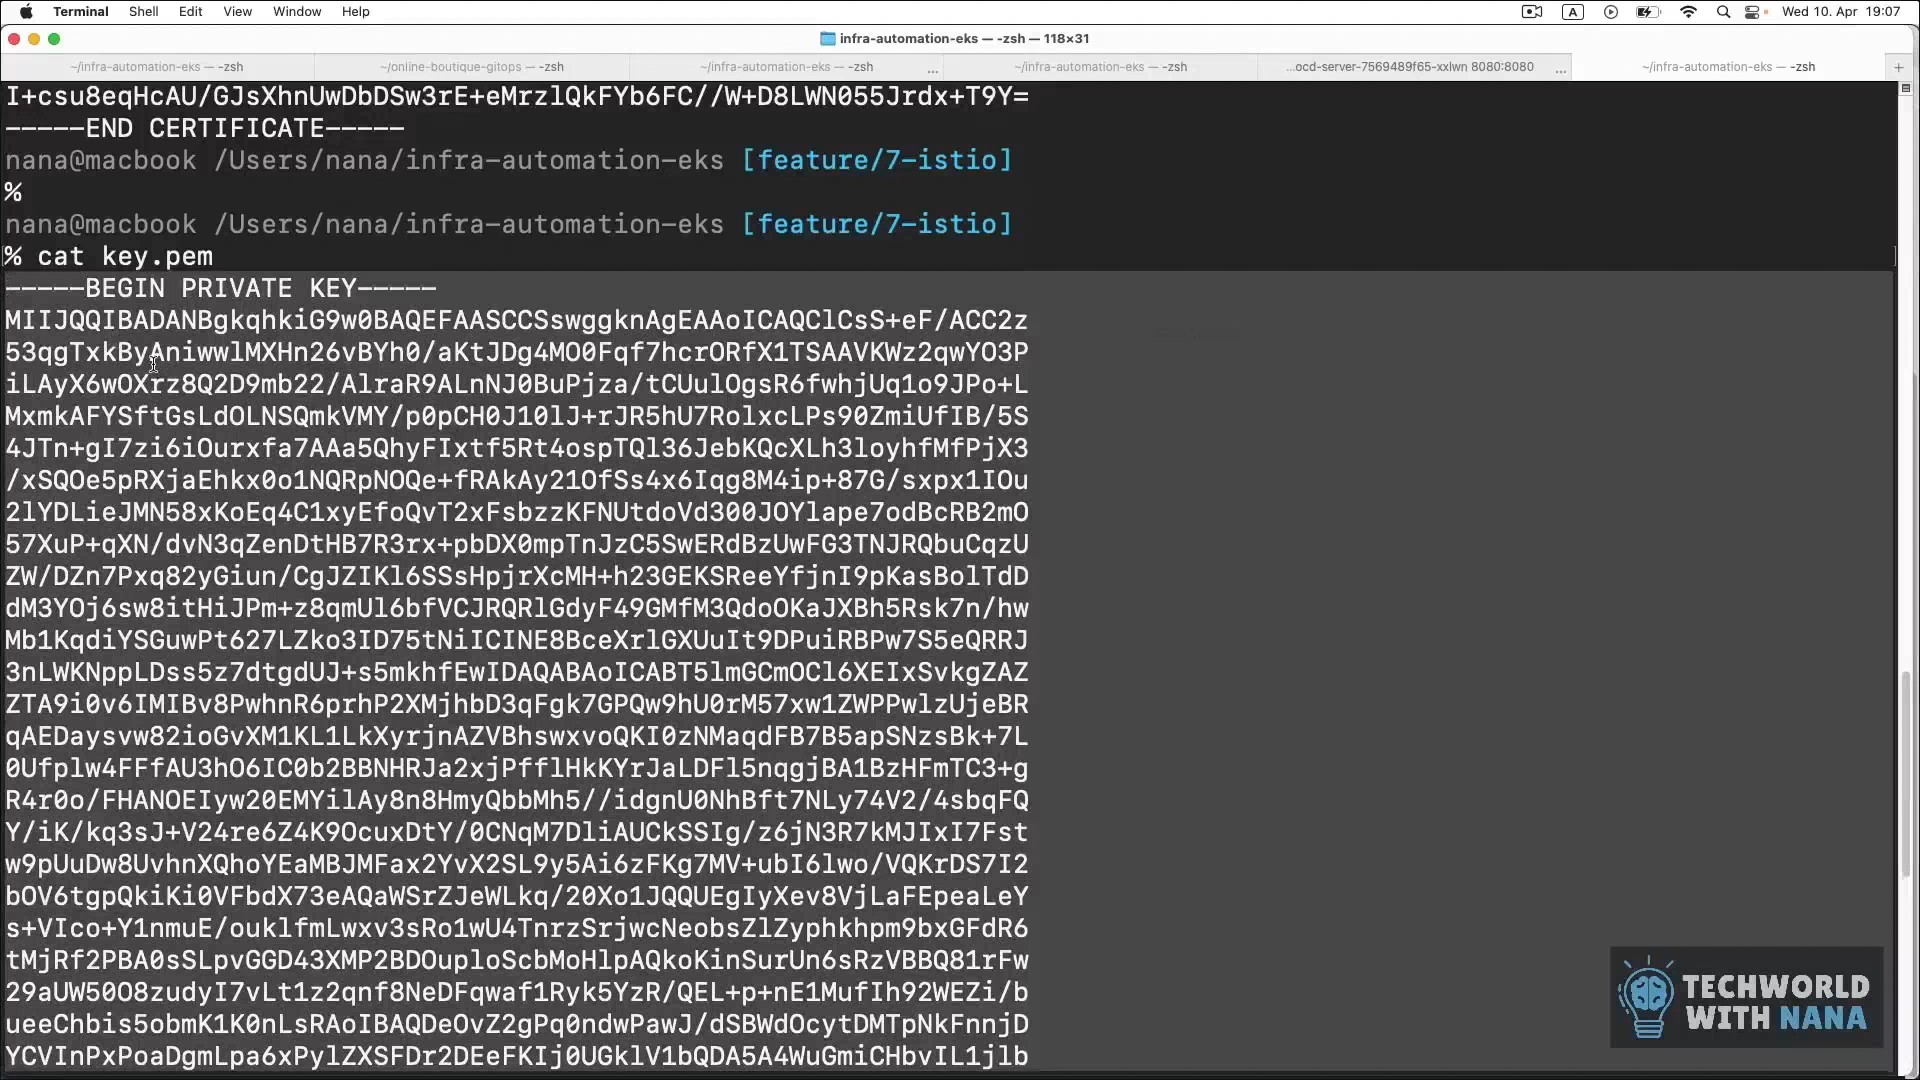 Terminal Shell Edit View Window Help A Wed 10. Apr 19:07
infra-automation-eks — -zsh — 118×31
~/infra-automation-eks — -zsh ~/online-boutique-gitops — -zsh ~/infra-automation-eks — -zsh ... ~/infra-automation-eks — -zsh ...ocd-server-7569489f65-xxlwn 8080:8080 ... ~/infra-automation-eks — -zsh +
I+csu8eqHcAU/GJsXhnUwDbDSw3rE+eMrzlQkFYb6FC//W+D8LWN055Jrdx+T9Y=
-----END CERTIFICATE-----
nana@macbook /Users/nana/infra-automation-eks [feature/7-istio]
%
nana@macbook /Users/nana/infra-automation-eks [feature/7-istio]
% cat key.pem
-----BEGIN PRIVATE KEY-----
MIIJQQIBADANBgkqhkiG9w0BAQEFAASCCSswggknAgEAAoICAQClCsS+eF/ACC2z
53qgTxkByAniwwlMXHn26vBYh0/aKtJDg4MO0Fqf7hcrORfX1TSAAVKWz2qwYO3P
iLAyX6wOXrz8Q2D9mb22/AlraR9ALnNJ0BuPjza/tCUulOgsR6fwhjUq1o9JPo+L
MxmkAFYSftGsLdOLNSQmkVMY/p0pCH0J10lJ+rJR5hU7RolxcLPs90ZmiUfIB/5S
4JTn+gI7zi6iOurxfa7AAa5QhyFIxtf5Rt4ospTQl36JebKQcXLh3loyhfMfPjX3
/xSQOe5pRXjaEhkx0o1NQRpNOQe+fRAkAy21OfSs4x6Iqg8M4ip+87G/sxpx1IOu
2lYDLieJMN58xKoEq4C1xyEfoQvT2xFsbzzKFNUtdoVd300JOYlape7odBcRB2mO
57XuP+qXN/dvN3qZenDtHB7R3rx+pbDX0mpTnJzC5SwERdBzUwFG3TNJRQbuCqzU
ZW/DZn7Pxq82yGiun/CgJZIKl6SSsHpjrXcMH+h23GEKSReeYfjnI9pKasBolTdD
dM3YOj6sw8itHiJPm+z8qmUl6bfVCJRQRlGdyF49GMfM3QdoOKaJXBh5Rsk7n/hw
Mb1KqdiYSGuwPt627LZko3ID75tNiICINE8BceXrlGXUuIt9DPuiRBPw7S5eQRRJ
3nLWKNppLDss5z7dtgdUJ+s5mkhfEwIDAQABAoICABT5lmGCmOCl6XEIxSvkgZAZ
ZTA9i0v6IMIBv8PwhnR6prhP2XMjhbD3qFgk7GPQw9hU0rM57xw1ZWPPwlzUjeBR
qAEDaysvw82ioGvXM1KL1LkXyrjnAZVBhswxvoQKI0zNMaqdFB7B5apSNzsBk+7L
0Ufplw4FFfAU3hO6IC0b2BBNHRJa2xjPfflHkKYrJaLDFl5nqgjBA1BzHFmTC3+g
R4r0o/FHANOEIyw20EMYilAy8n8HmyQbbMh5//idgnU0NhBft7NLy74V2/4sbqFQ
Y/iK/kq3sJ+V24re6Z4K9OcuxDtY/0CNqM7DliAUCkSSIg/z6jN3R7kMJIxI7Fst
w9pUuDw8UvhnXQhoYEaMBJMFax2YvX2SL9y5Ai6zFKg7MV+ubI6lwo/VQKrDS7I2
bOV6tgpQkiKi0VFbdX73eAQaWSrZJeWLkq/20Xo1JQQUEgIyXev8VjLaFEpeaLeY
s+VIco+Y1nmuE/ouklfmLwxv3sRo1wU4TnrzSrjwcNeobsZlZyphkhpm9bxGFdR6
tMjRf2PBA0sSLpvGGD43XMP2BDOuploScbMoHlpAQkoKinSurUn6sRzVBBQ81rFw
29aUW50O8zudyI7vLt1z2qnf8NeDFqwaf1Ryk5YzR/QEL+p+nE1MufIh92WEZi/b
ueeChbis5obmK1K0nLsRAoIBAQDeOvZ2gPq0ndwPawJ/dSBWdOcytDMTpNkFnnjD
YCVInPxPoaDgmLpa6xPylZXSFDr2DEeFKIj0UGklV1bQDA5A4WuGmiCHbvIL1jlb
TECHWORLD
WITH NANA